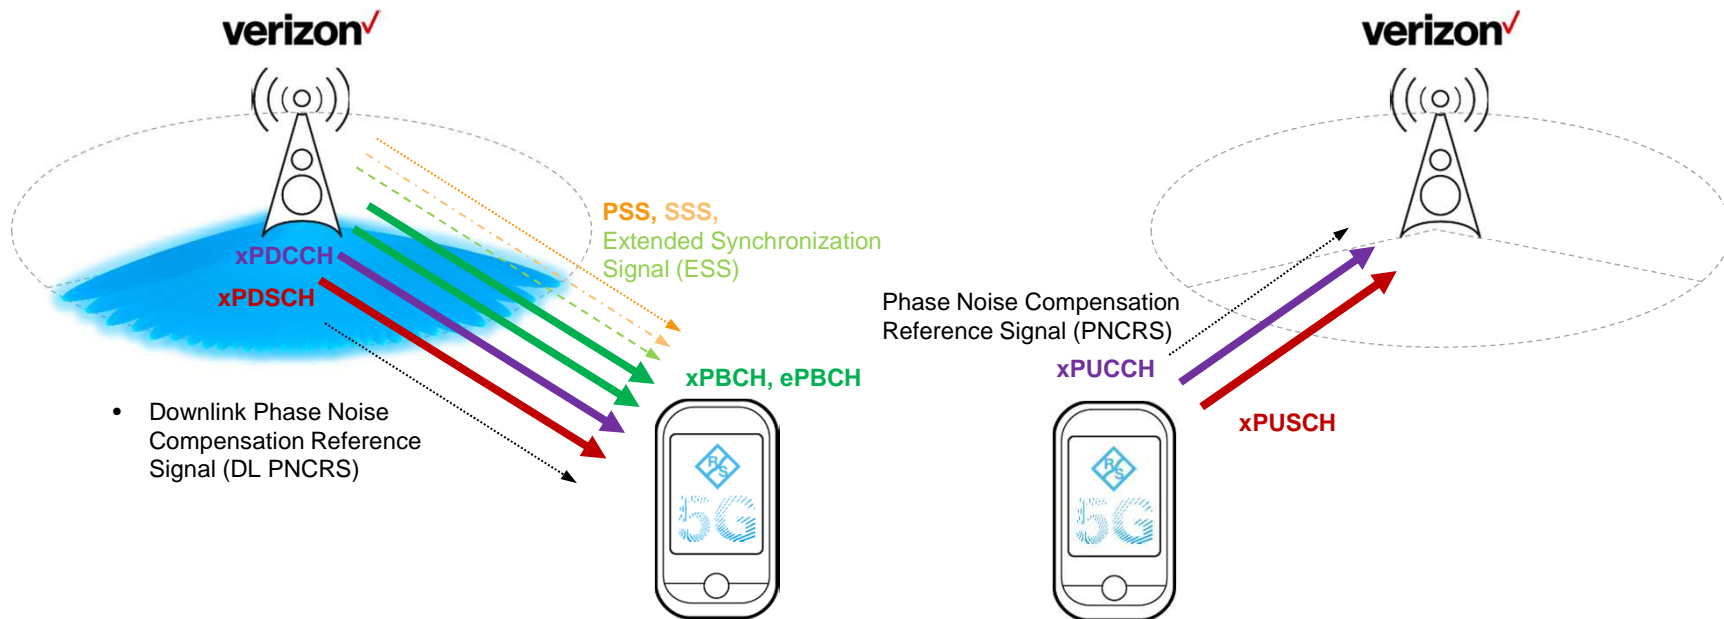 verizon✓
PSS, SSS,
Extended Synchronization
Signal (ESS)
xPDCCH
xPDSCH
xPBCH, ePBCH
• Downlink Phase Noise
Compensation Reference
Signal (DL PNCRS)
R S
5G
verizon✓
Phase Noise Compensation
Reference Signal (PNCRS)
xPUCCH
xPUSCH
R S
5G